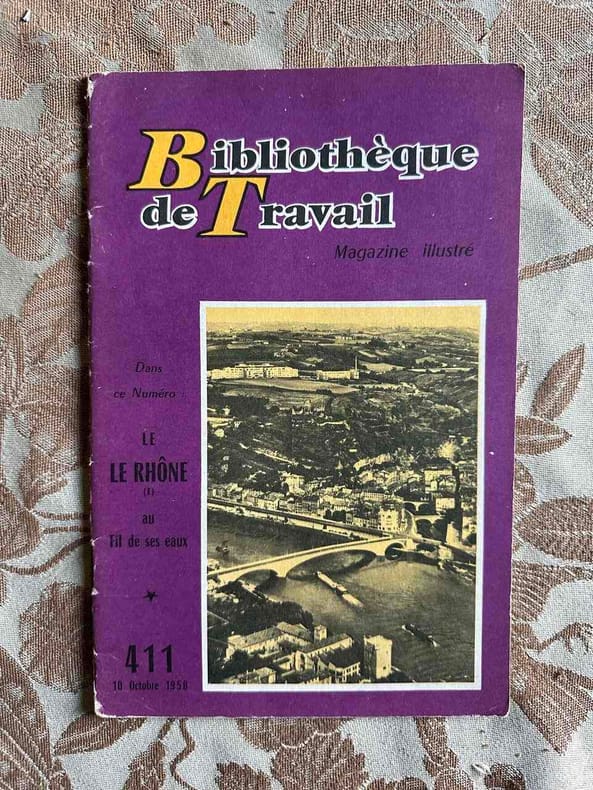 Bibliothèque
de Travail
Magazine illustré
Dans
ce Numéro :
LE
LE RHÔNE
(I)
au
Fil de ses eaux
411
10 Octobre 1958